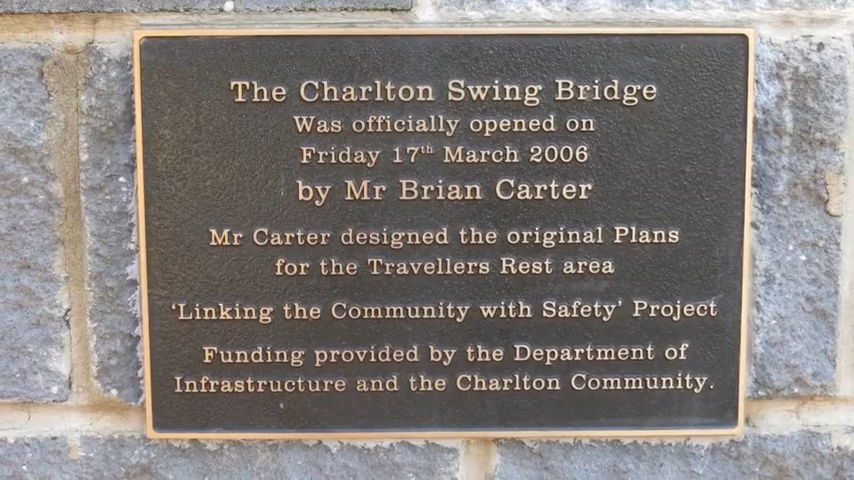 The Charlton Swing Bridge
Was officially opened on
Friday 17th March 2006
by Mr Brian Carter
Mr Carter designed the original Plans
for the Travellers Rest area
'Linking the Community with Safety' Project
Funding provided by the Department of
Infrastructure and the Charlton Community.